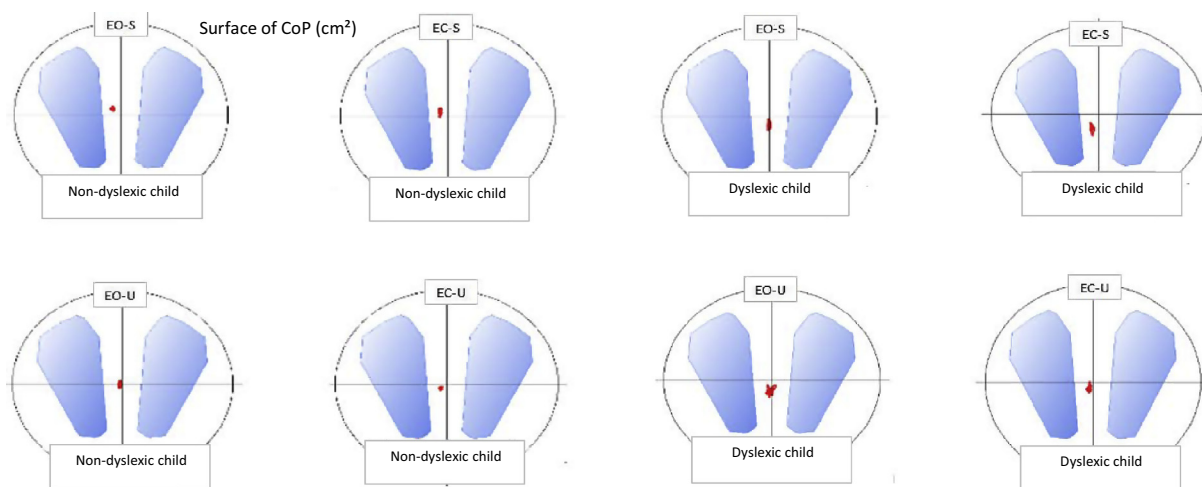 EO-S
Surface of CoP (cm²)
EC-S
EO-S
EC-S
Non-dyslexic child
Non-dyslexic child
Dyslexic child
Dyslexic child
EO-U
EC-U
EO-U
EC-U
Non-dyslexic child
Non-dyslexic child
Dyslexic child
Dyslexic child